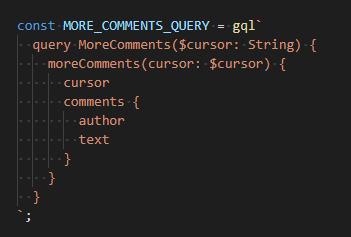 const MORE_COMMENTS_QUERY = gql`
  query MoreComments($cursor: String) {
    moreComments(cursor: $cursor) {
      cursor
      comments {
        author
        text
      }
    }
  }
`;